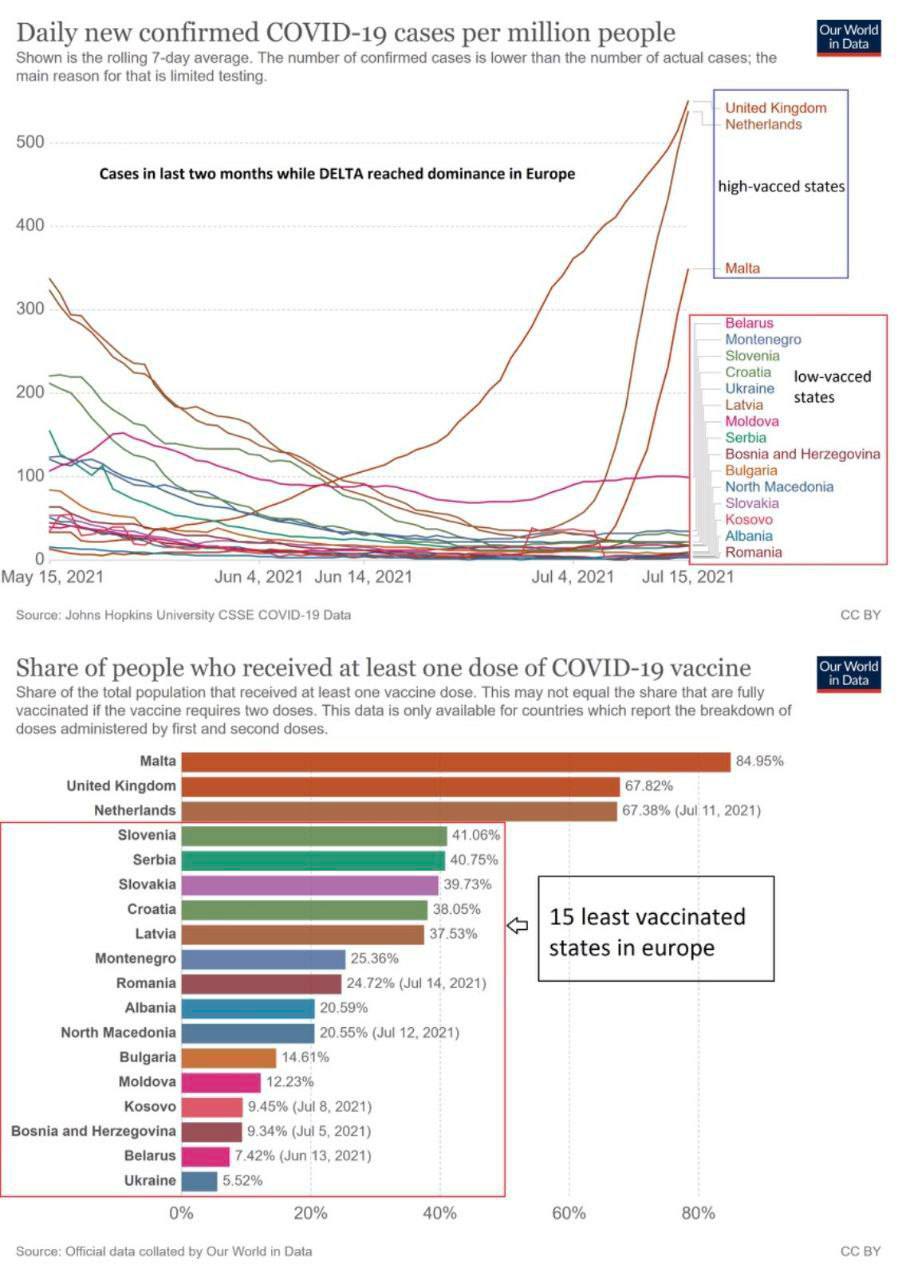 Daily new confirmed COVID-19 cases per million people
Our World
in Data
Shown is the rolling 7-day average. The number of confirmed cases is lower than the number of actual cases; the
main reason for that is limited testing.
500
400
300
200
100
0
Cases in last two months while DELTA reached dominance in Europe
United Kingdom
Netherlands
high-vacced states
Malta
Belarus
Montenegro
Slovenia
Croatia
Ukraine
Latvia
Moldova
Serbia
Bosnia and Herzegovina
Bulgaria
North Macedonia
Slovakia
Kosovo
Albania
Romania
low-vacced
states
May 15, 2021
Jun 4, 2021
Jun 14, 2021
Jul 4, 2021
Jul 15, 2021
Source: Johns Hopkins University CSSE COVID-19 Data
CC BY
Share of people who received at least one dose of COVID-19 vaccine
Our World
in Data
Share of the total population that received at least one vaccine dose. This may not equal the share that are fully
vaccinated if the vaccine requires two doses. This data is only available for countries which report the breakdown of
doses administered by first and second doses.
Malta 84.95%
United Kingdom 67.82%
Netherlands 67.38% (Jul 11, 2021)
Slovenia 41.06%
Serbia 40.75%
Slovakia 39.73%
Croatia 38.05%
Latvia 37.53%
Montenegro 25.36%
Romania 24.72% (Jul 14, 2021)
Albania 20.59%
North Macedonia 20.55% (Jul 12, 2021)
Bulgaria 14.61%
Moldova 12.23%
Kosovo 9.45% (Jul 8, 2021)
Bosnia and Herzegovina 9.34% (Jul 5, 2021)
Belarus 7.42% (Jun 13, 2021)
Ukraine 5.52%
15 least vaccinated
states in europe
0% 20% 40% 60% 80%
Source: Official data collated by Our World in Data
CC BY